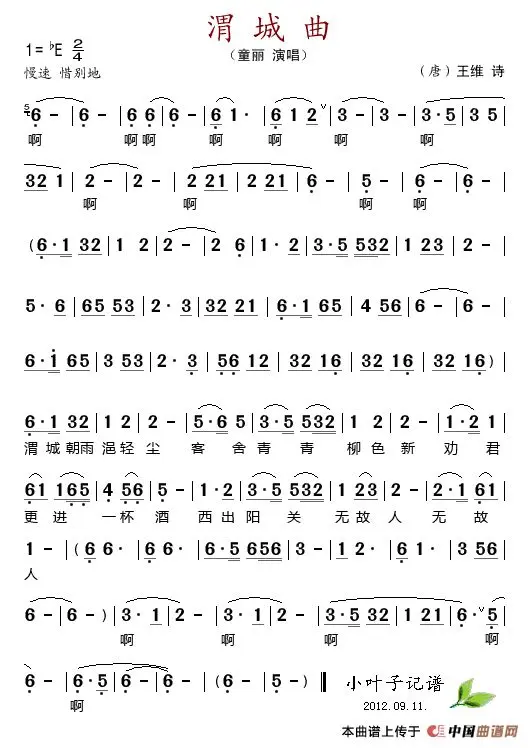 渭城曲
（童丽 演唱）
1= ♭E 2/4
慢速 惜别地
（唐）王维 诗
6 - | 6 - | 6 - | 6 - | 6 1· | 6 1 2 ˅ | 3 - | 3 - | 3·5 | 3 5 |
啊 啊 啊 啊 啊 啊 啊
32 1 | 2 - | 2 - | 2 221 | 2 221 | 6 - | 5 - | 6 - | 6 - |
啊 啊 啊 啊
（6·1 32 | 1 2 | 2 - | 2 6 | 1·2 | 3·5 532 | 1 23 | 2 - |
5· 6 | 65 53 | 2· 3 | 32 21 | 6·1 65 | 4 56 | 6 - | 6 - |
6·1 65 | 3 53 | 2· 3 | 56 12 | 32 16 | 32 16 | 32 16 | 32 16 ）|
6·1 32 | 1 2 | 2 - | 5·6 | 3·5 532 | 1 2 | 2 - | 1·2 1 |
渭 城 朝雨 浥轻 尘 客 舍 青 青 柳 色 新 劝 君
61 165 | 4 56 | 5 - | 1·2 | 3·5 532 | 1 23 | 2 - | 2·1 61 |
更 进 一杯 酒 西出 阳 关 无故 人 无 故
1 - （6 6· | 6 6· | 6·5 656 | 3 - | 1 2· | 6 1· | 3 56 |
人
6 - | 6 - ）| 3·1 | 2 - | 3·1 | 2 - | 3·5 32 | 1 21 | 6 - ˅ | 5 |
啊 啊 啊 啊
6 - | 6 - | 6·5 | 6 - （6·5 | 6 - ）‖
啊
小叶子记谱
2012.09.11.
本曲谱上传于 中国曲谱网